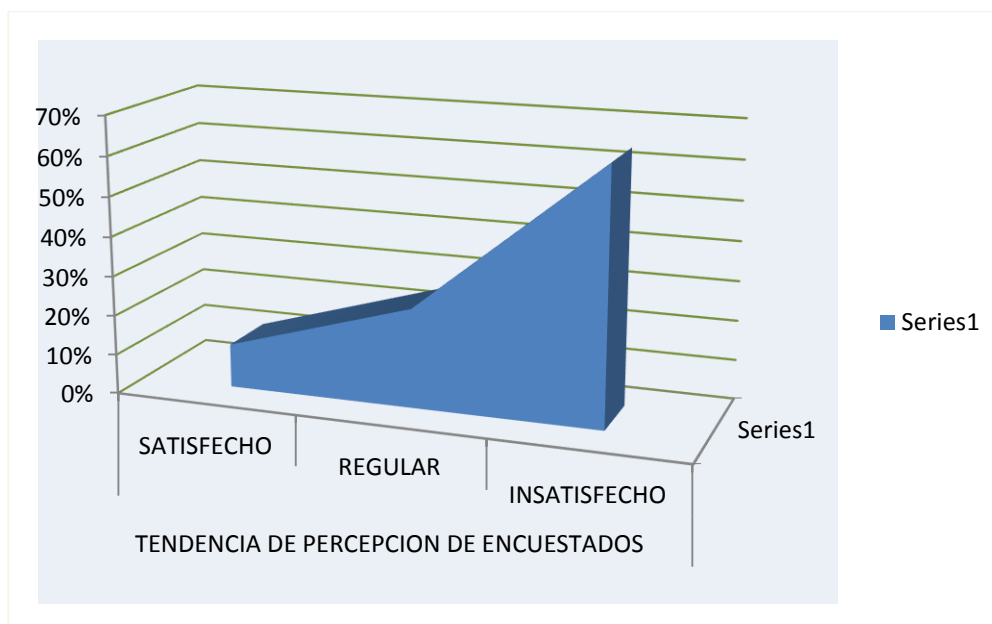 70%
60%
50%
40%
30%
20%
10%
0%
SATISFECHO
REGULAR
INSATISFECHO
TENDENCIA DE PERCEPCION DE ENCUESTADOS
Series1
Series1